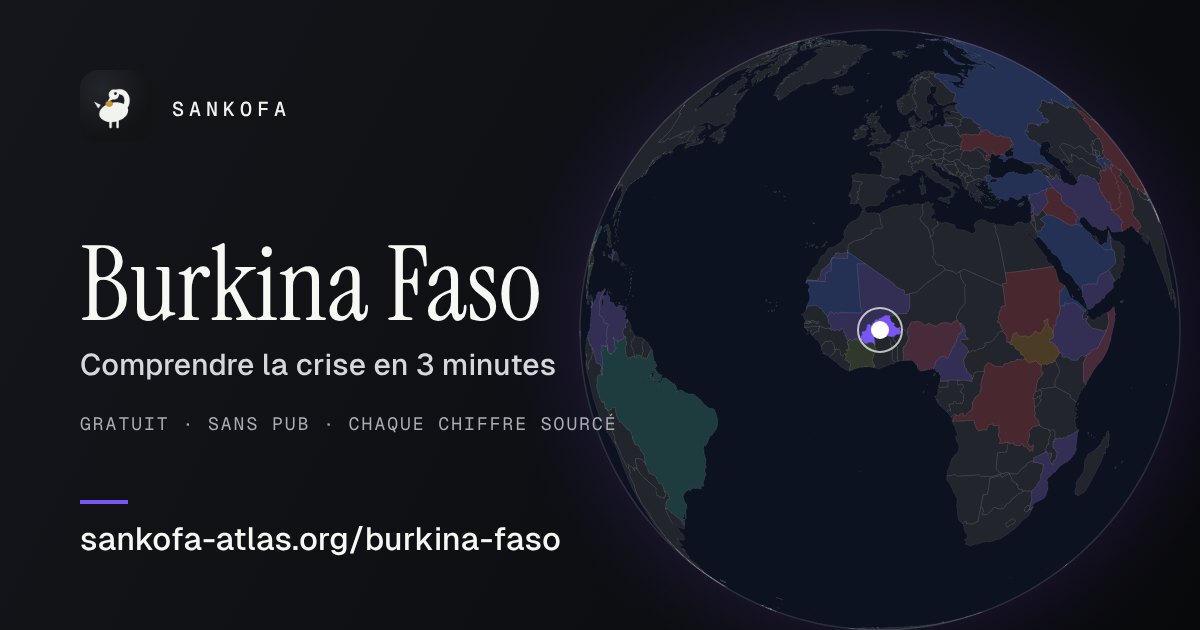 SANKOFA
Burkina Faso
Comprendre la crise en 3 minutes
GRATUIT · SANS PUB · CHAQUE CHIFFRE SOURCÉ
sankofa-atlas.org/burkina-faso